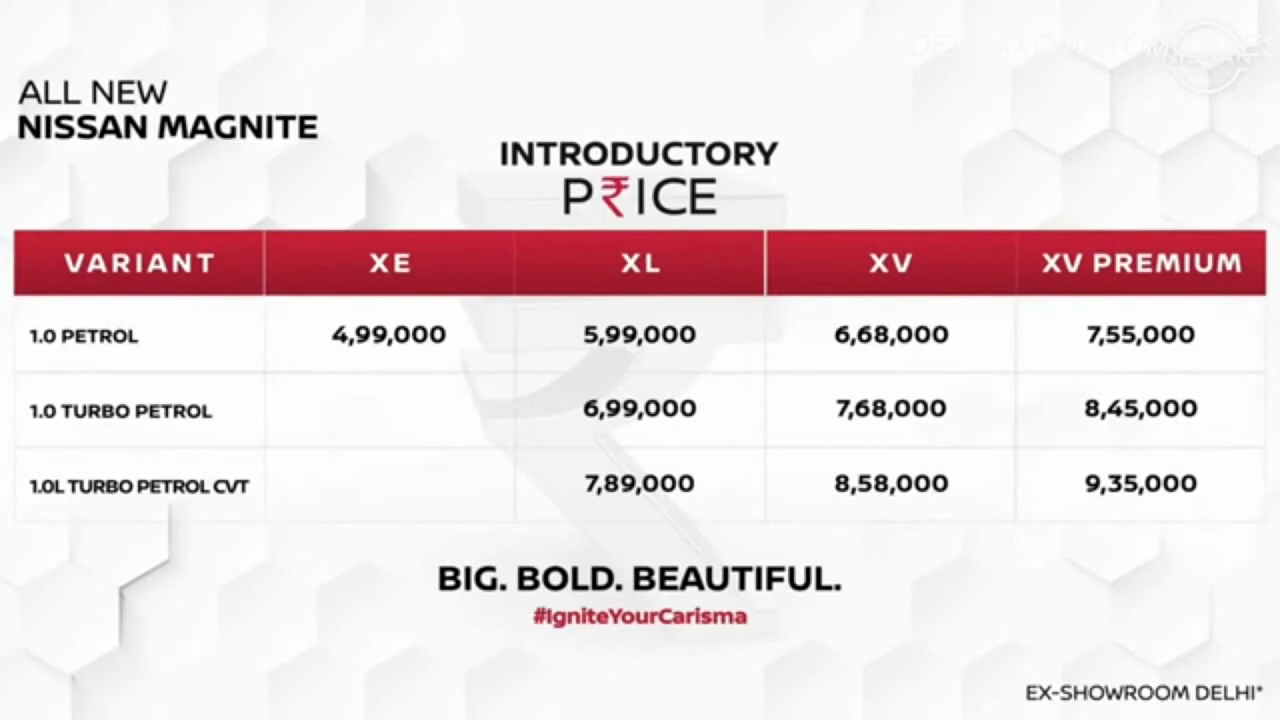 ALL NEW
NISSAN MAGNITE
INTRODUCTORY
P₹ICE
VARIANT XE XL XV XV PREMIUM
1.0 PETROL 4,99,000 5,99,000 6,68,000 7,55,000
1.0 TURBO PETROL 6,99,000 7,68,000 8,45,000
1.0L TURBO PETROL CVT 7,89,000 8,58,000 9,35,000
BIG. BOLD. BEAUTIFUL.
#IgniteYourCarisma
EX-SHOWROOM DELHI*